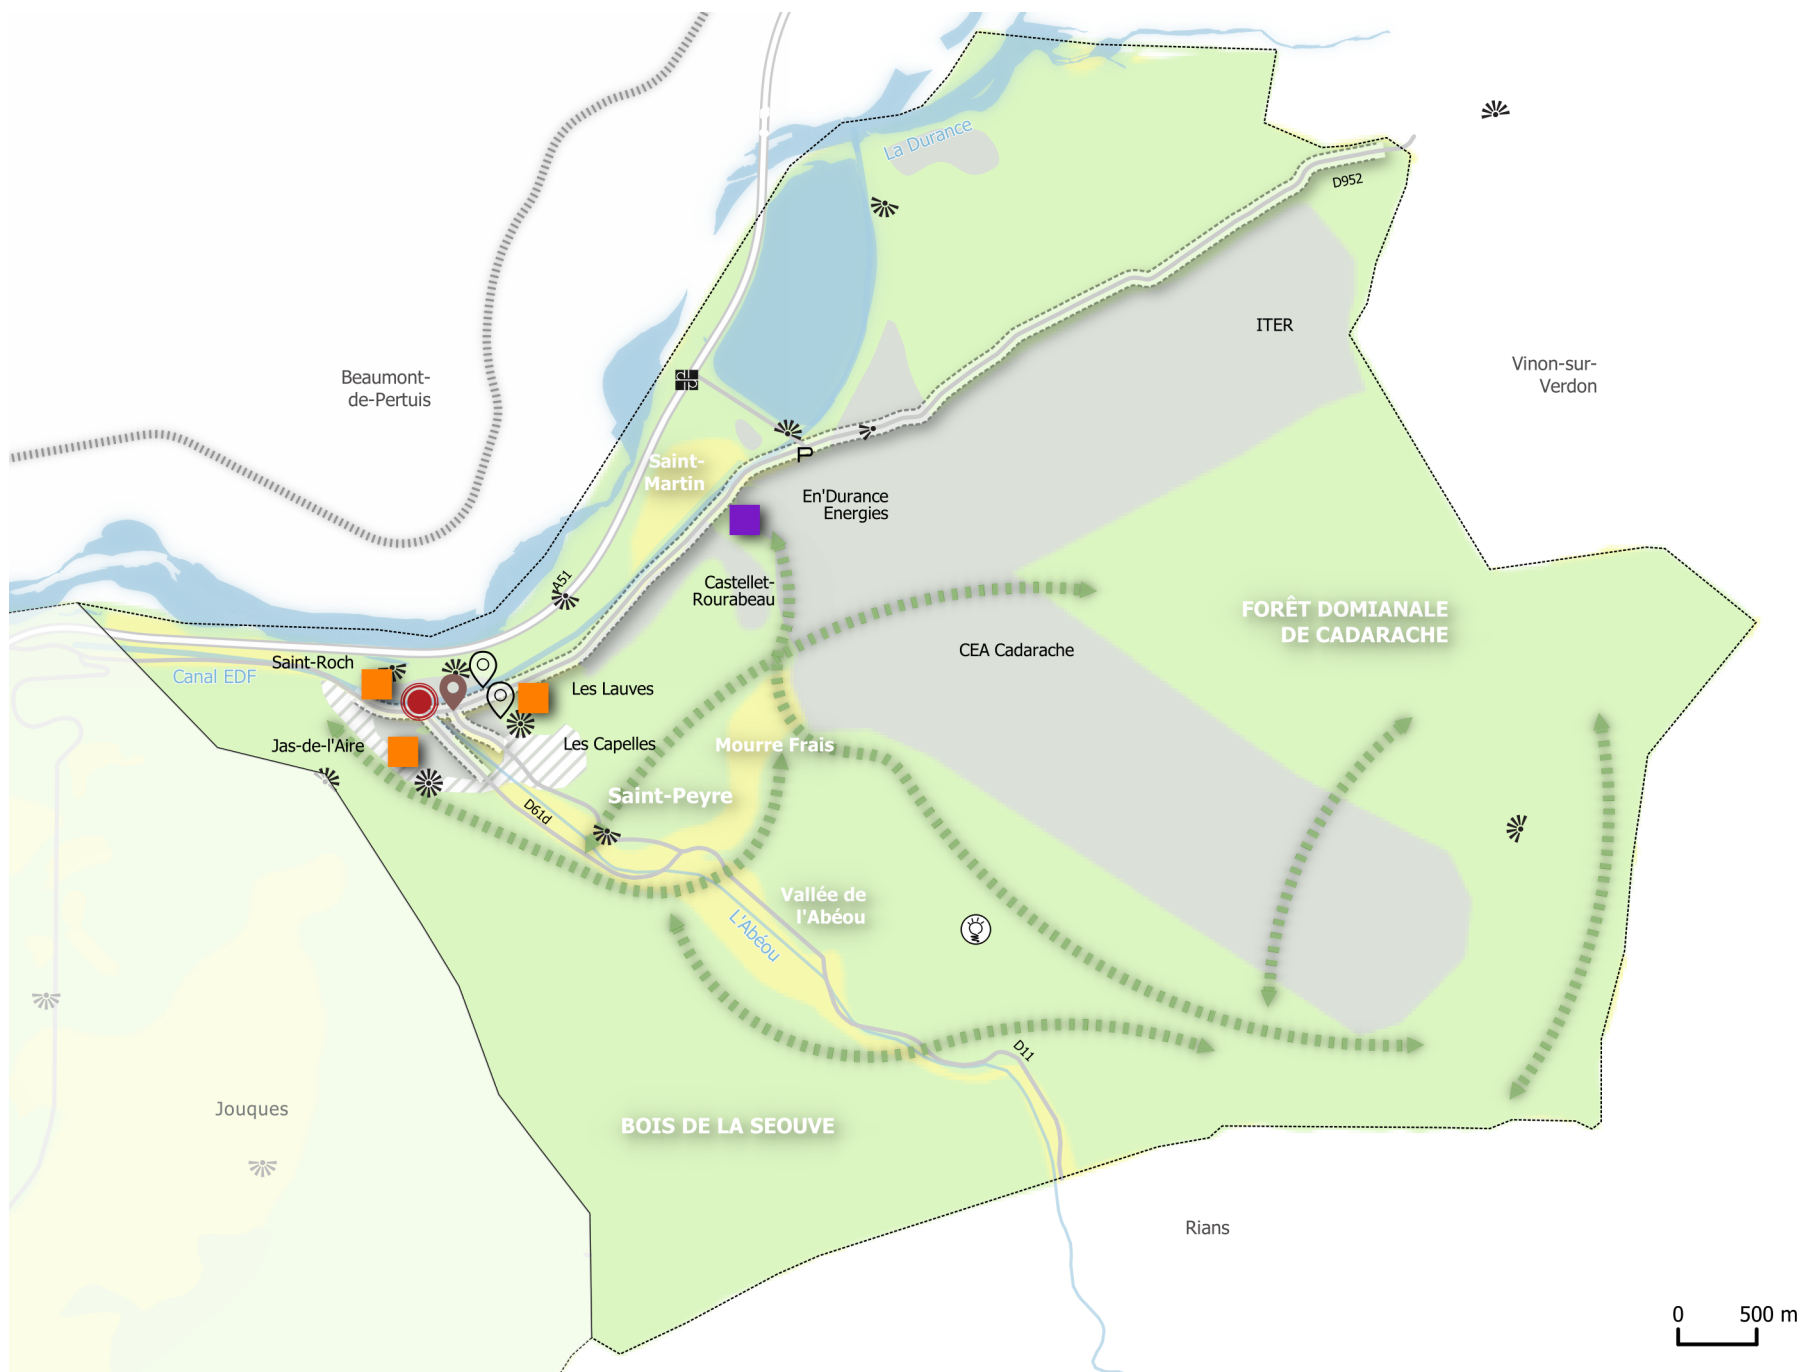 La Durance
D952
ITER
Beaumont-
de-Pertuis
Vinon-sur-
Verdon
Saint-
Martin
P
En'Durance
Energies
A51
Castellet-
Rourabeau
FORÊT DOMIANALE
DE CADARACHE
CEA Cadarache
Saint-Roch
Canal EDF
Les Lauves
Jas-de-l'Aire
Les Capelles
Mourre Frais
Saint-Peyre
D61d
Vallée de
l'Abéou
L'Abéou
D11
Jouques
BOIS DE LA SEOUVE
Rians
0 500 m